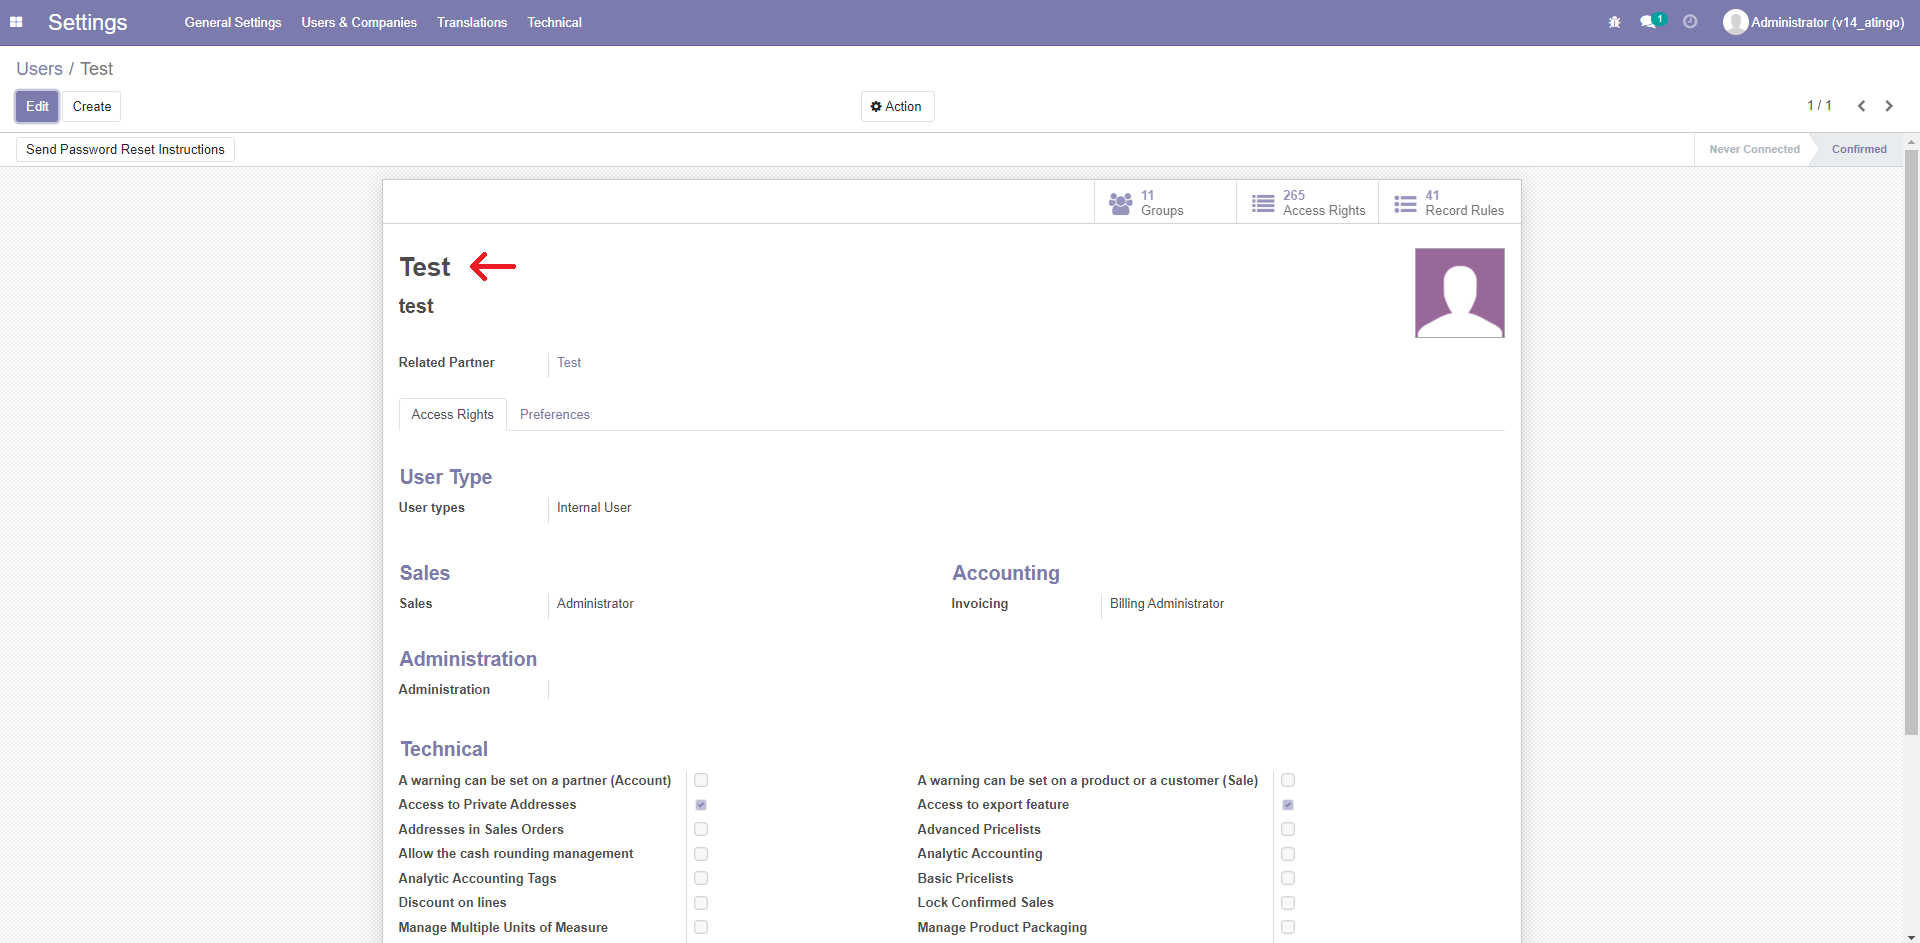 Settings General Settings Users & Companies Translations Technical 1 Administrator (v14_atingo)
Users / Test
Edit Create Action 1 / 1
Send Password Reset Instructions Never Connected Confirmed
11 265 41
Groups Access Rights Record Rules
Test
test
Related Partner Test
Access Rights Preferences
User Type
User types Internal User
Sales Accounting
Sales Administrator Invoicing Billing Administrator
Administration
Administration
Technical
A warning can be set on a partner (Account) A warning can be set on a product or a customer (Sale)
Access to Private Addresses Access to export feature
Addresses in Sales Orders Advanced Pricelists
Allow the cash rounding management Analytic Accounting
Analytic Accounting Tags Basic Pricelists
Discount on lines Lock Confirmed Sales
Manage Multiple Units of Measure Manage Product Packaging